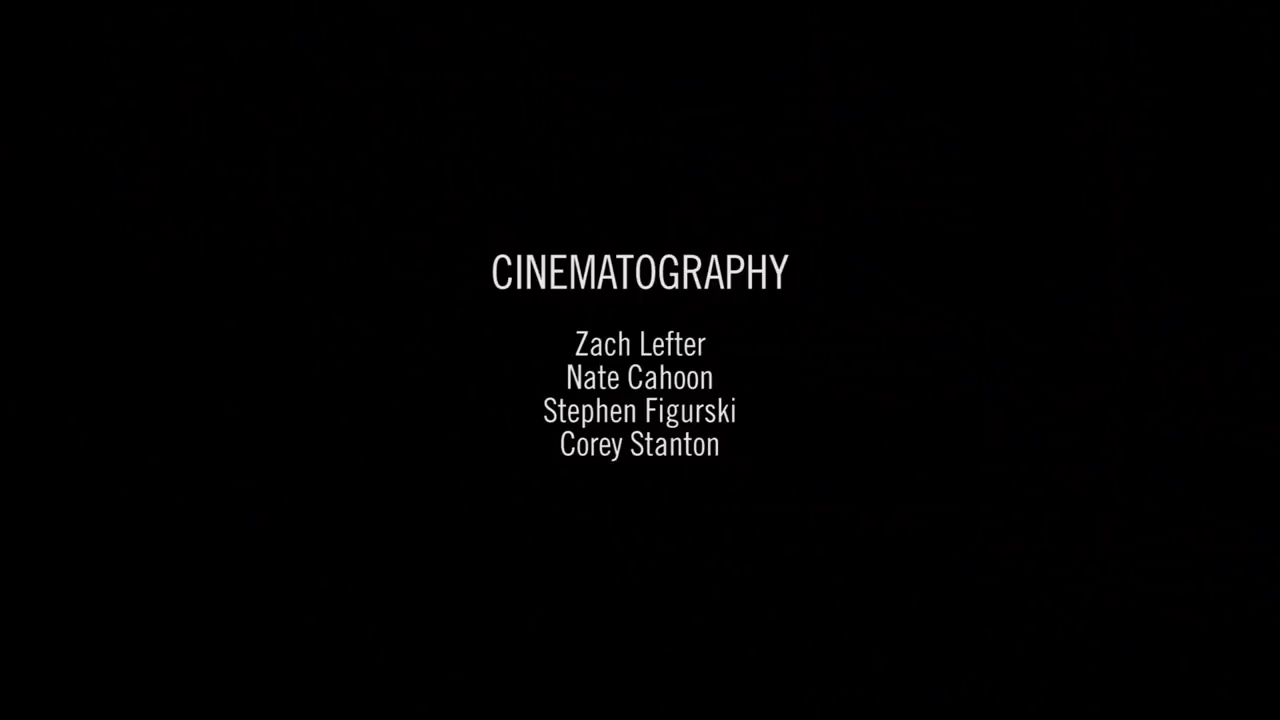 CINEMATOGRAPHY
Zach Lefter
Nate Cahoon
Stephen Figurski
Corey Stanton